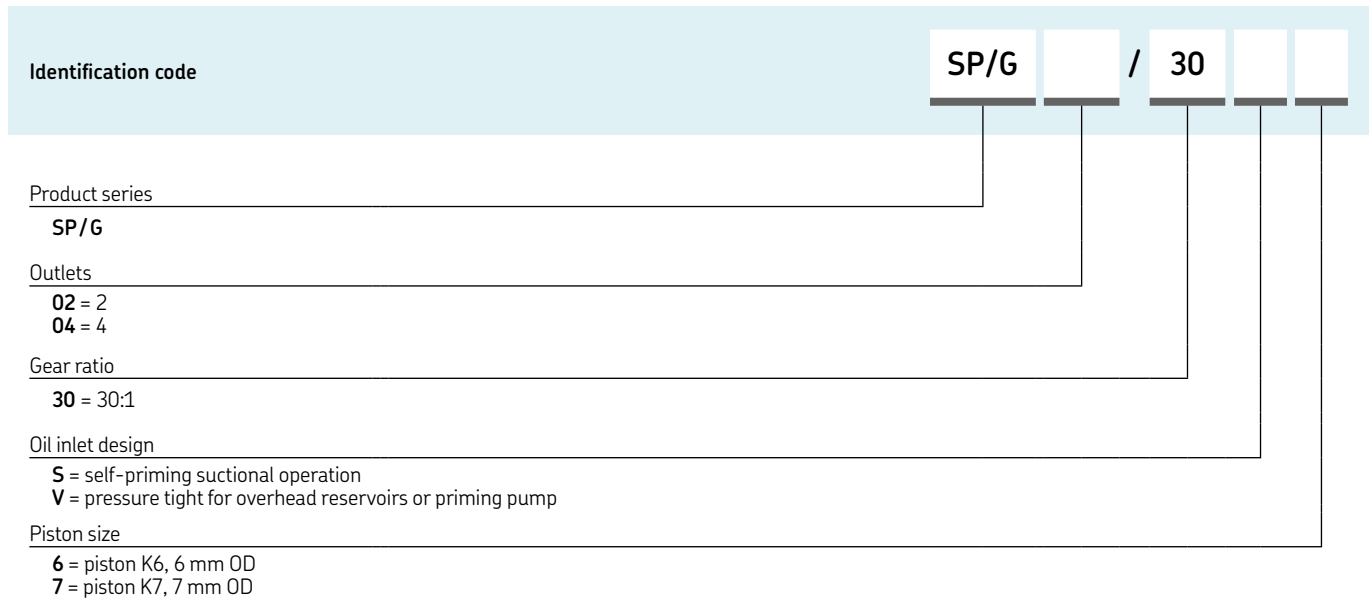 Identification code SP/G / 30
Product series
SP/G
Outlets
02 = 2
04 = 4
Gear ratio
30 = 30:1
Oil inlet design
S = self-priming suctional operation
V = pressure tight for overhead reservoirs or priming pump
Piston size
6 = piston K6, 6 mm OD
7 = piston K7, 7 mm OD